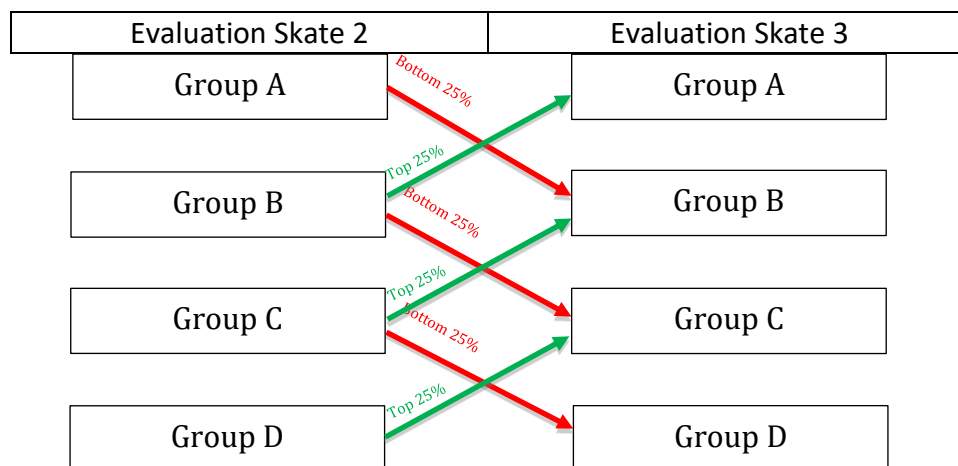 Evaluation Skate 2
Evaluation Skate 3
Group A
Bottom 25%
Group A
Top 25%
Group B
Bottom 25%
Group B
Top 25%
Group C
Bottom 25%
Group C
Top 25%
Group D
Group D